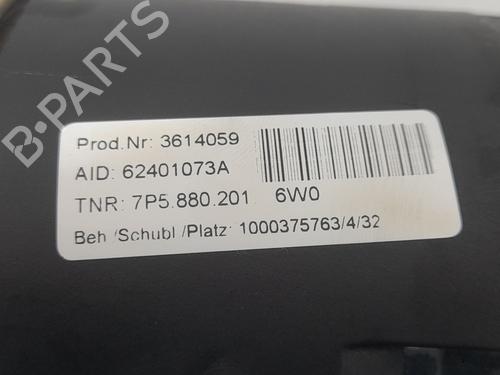 B-PARTS
Prod.Nr: 3614059
AID: 62401073A
TNR: 7P5.880.201 6W0
Beh./Schubl./Platz: 1000375763/4/32